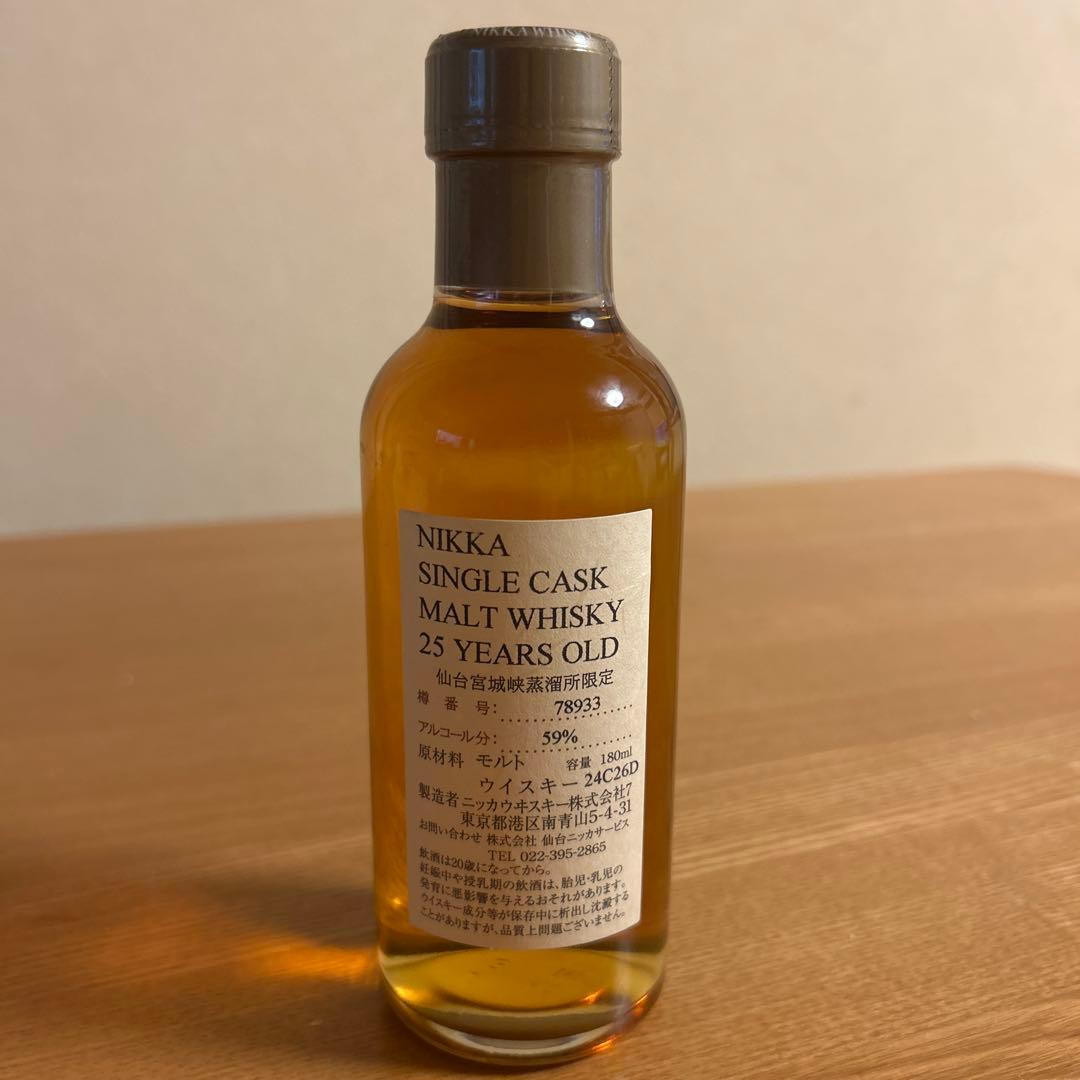 NIKKA WHISKY
NIKKA
SINGLE CASK
MALT WHISKY
25 YEARS OLD
仙台宮城峡蒸溜所限定
樽番号: 78933
アルコール分: 59%
原材料 モルト 容量 180ml
ウイスキー 24C26D
製造者 ニッカウヰスキー株式会社7
東京都港区南青山5-4-31
お問い合わせ 株式会社 仙台ニッカサービス
TEL 022-395-2865
飲酒は20歳になってから。
妊娠中や授乳期の飲酒は、胎児・乳児の
発育に悪影響を与えるおそれがあります。
ウイスキー成分等が保存中に析出し沈澱する
ことがありますが、品質上問題ございません。